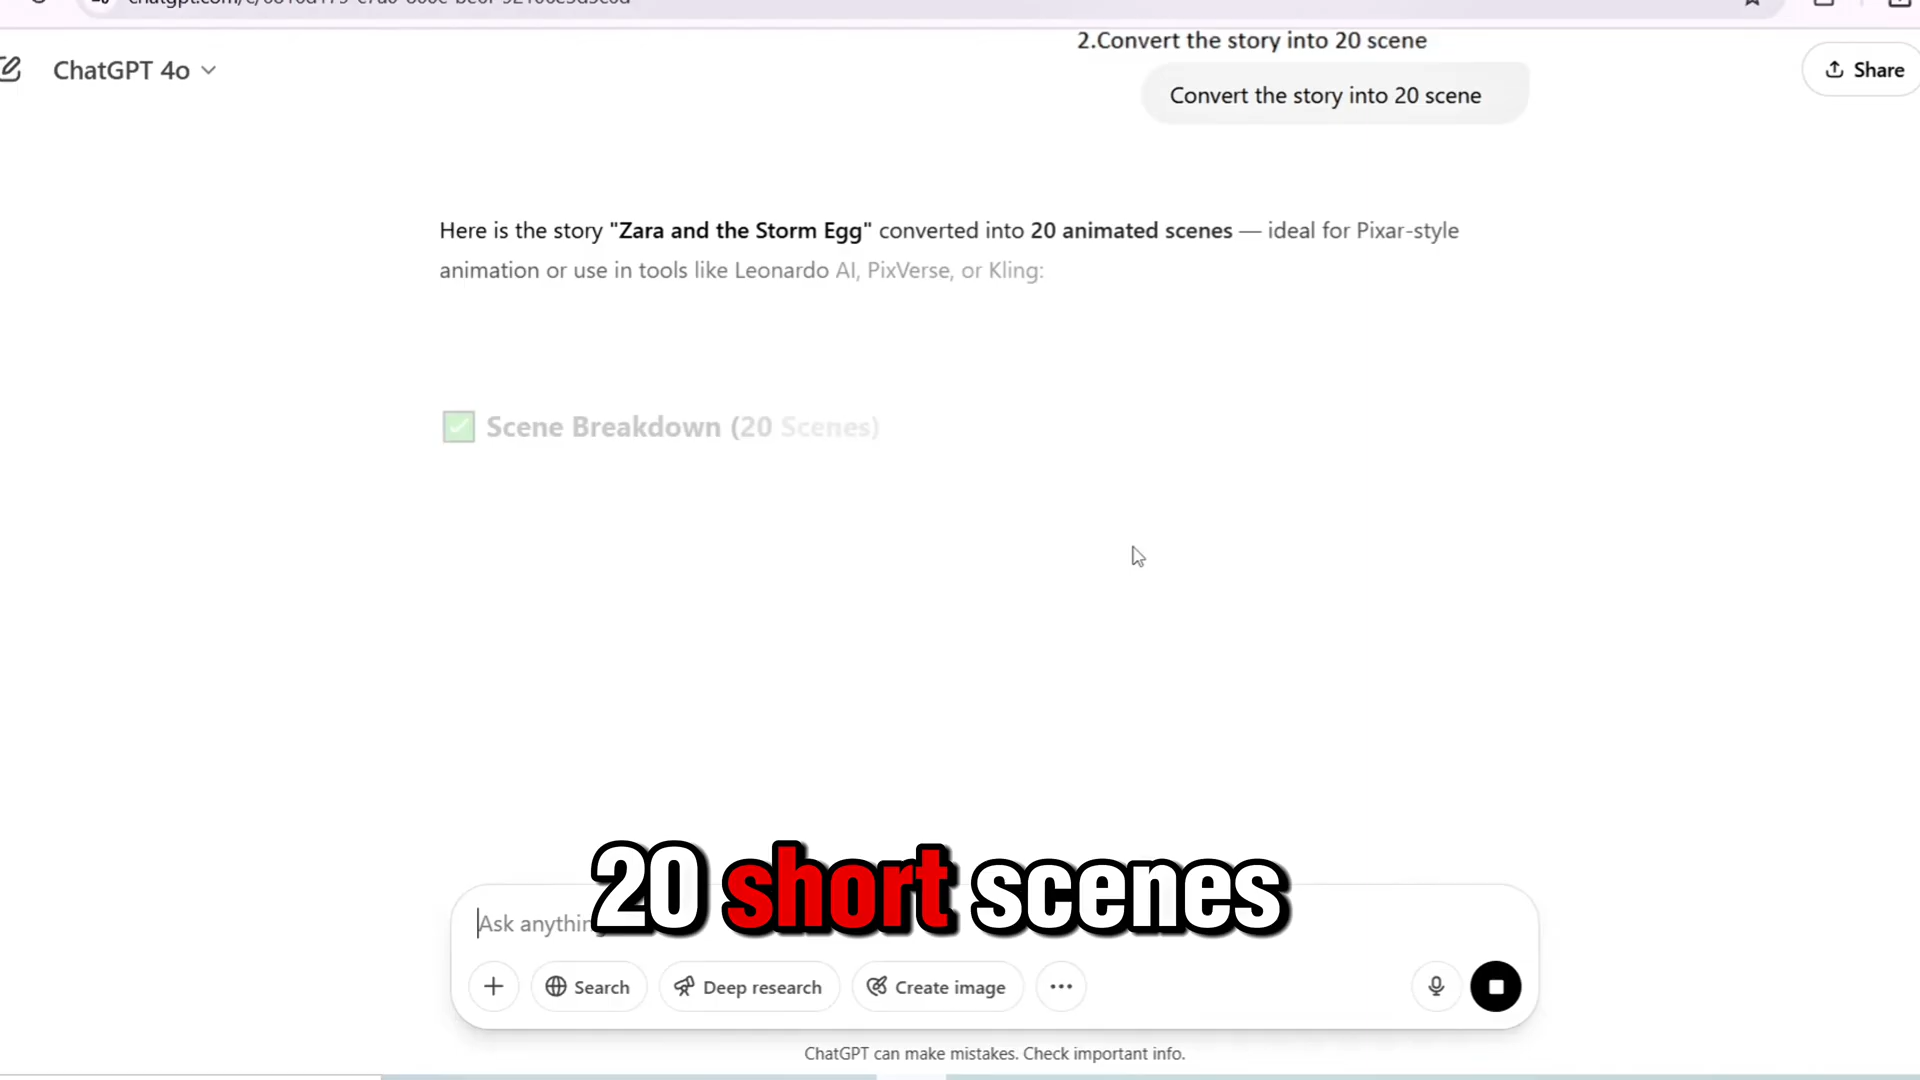 2.Convert the story into 20 scene
ChatGPT 4o
Share
Convert the story into 20 scene
Here is the story "Zara and the Storm Egg" converted into 20 animated scenes — ideal for Pixar-style
animation or use in tools like Leonardo AI, PixVerse, or Kling:
Scene Breakdown (20 Scenes)
20 short scenes
Ask anythin
Search
Deep research
Create image
ChatGPT can make mistakes. Check important info.